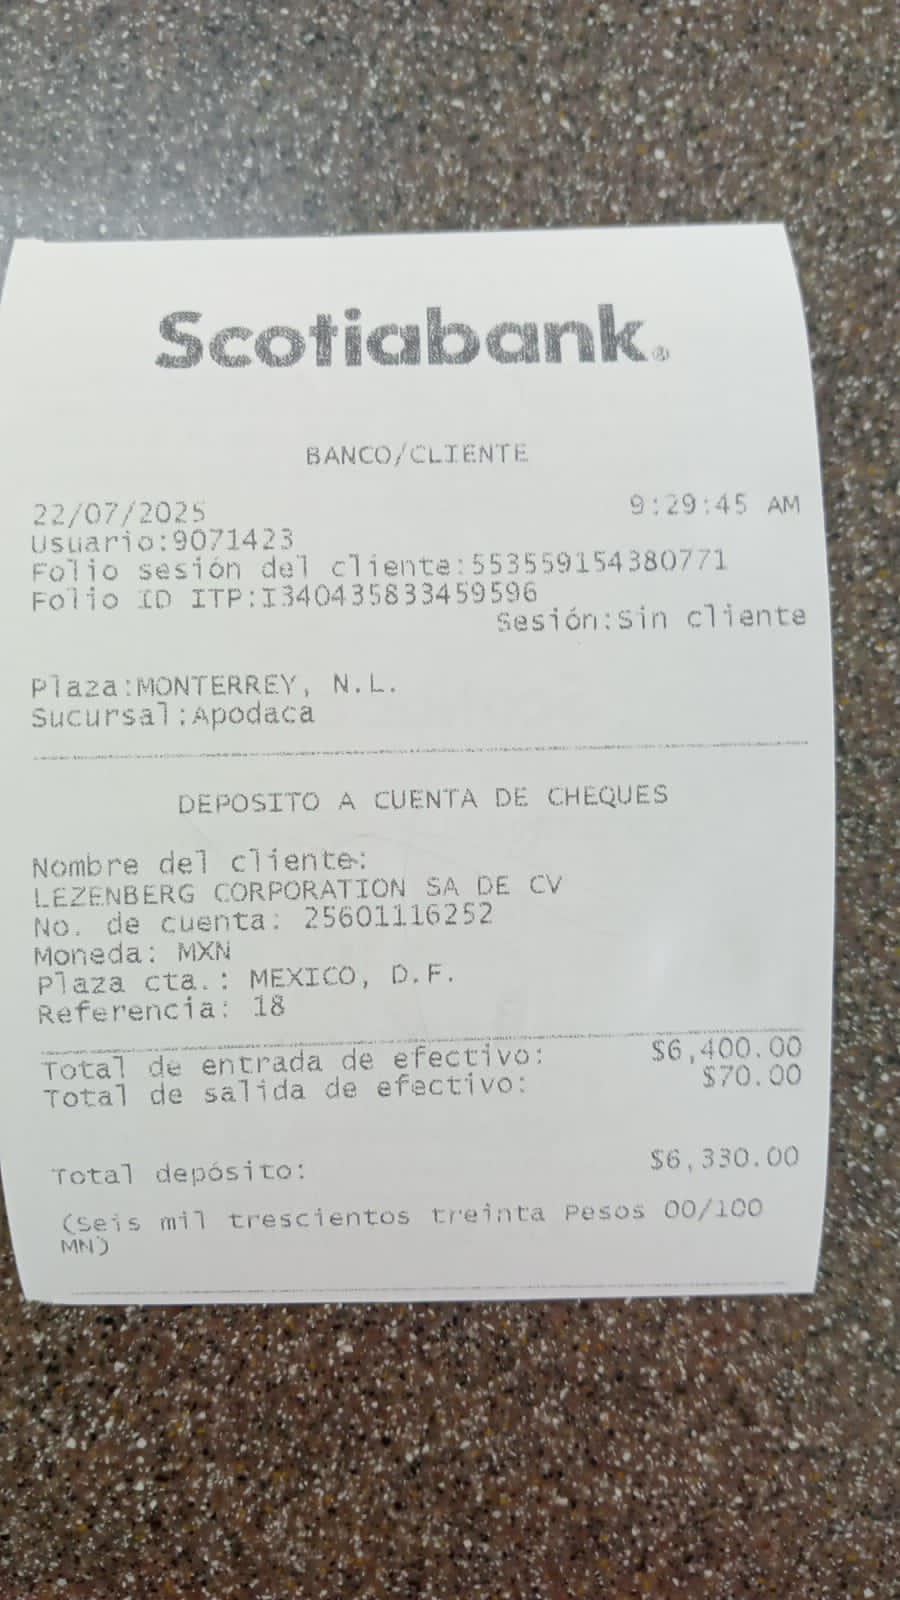 Scotiabank®
BANCO/CLIENTE
22/07/2025 9:29:45 AM
Usuario:9071423
Folio sesión del cliente:553559154380771
Folio ID ITP:I340435833459596
Sesión:Sin cliente
Plaza:MONTERREY, N.L.
Sucursal:Apodaca
DEPOSITO A CUENTA DE CHEQUES
Nombre del cliente:
LEZENBERG CORPORATION SA DE CV
No. de cuenta: 25601116252
Moneda: MXN
Plaza cta.: MEXICO, D.F.
Referencia: 18
Total de entrada de efectivo: $6,400.00
Total de salida de efectivo: $70.00
Total depósito: $6,330.00
(Seis mil trescientos treinta Pesos 00/100
MN)